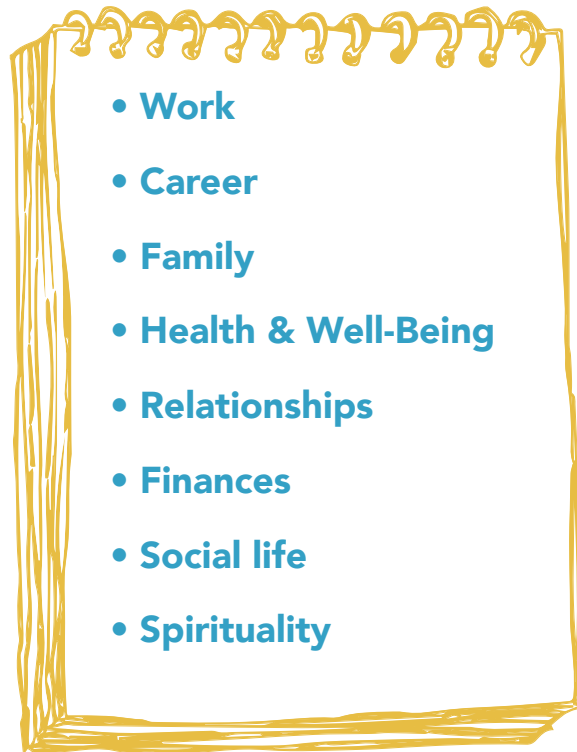 • Work
• Career
• Family
• Health & Well-Being
• Relationships
• Finances
• Social life
• Spirituality